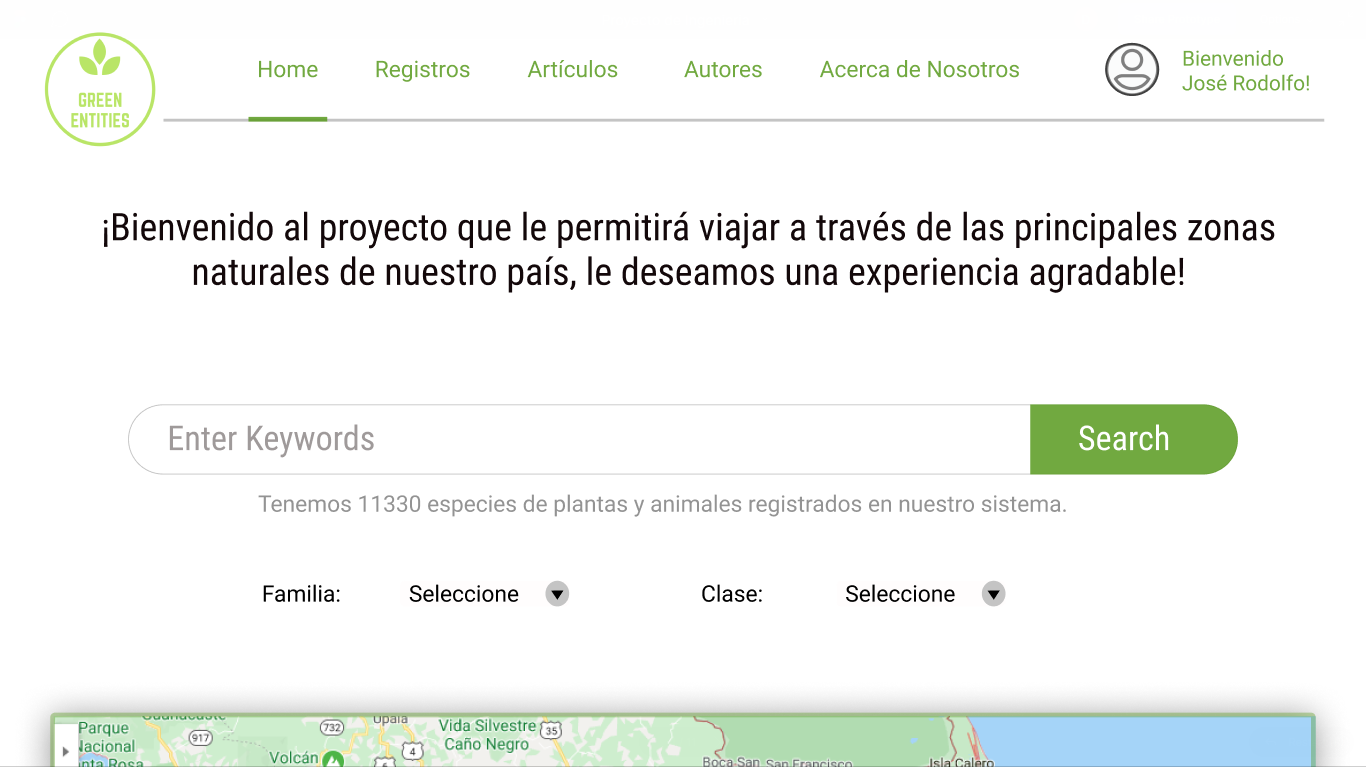 GREEN
ENTITIES
Home
Registros
Artículos
Autores
Acerca de Nosotros
Bienvenido
José Rodolfo!
¡Bienvenido al proyecto que le permitirá viajar a través de las principales zonas
naturales de nuestro país, le deseamos una experiencia agradable!
Enter Keywords
Search
Tenemos 11330 especies de plantas y animales registrados en nuestro sistema.
Familia:
Seleccione
Clase:
Seleccione
Guanacaste
Parque
Nacional
nta Rosa
917
732
Upala
Volcán
4
6
Vida Silvestre
Caño Negro
35
Boca San
San Francisco
Isla Calero